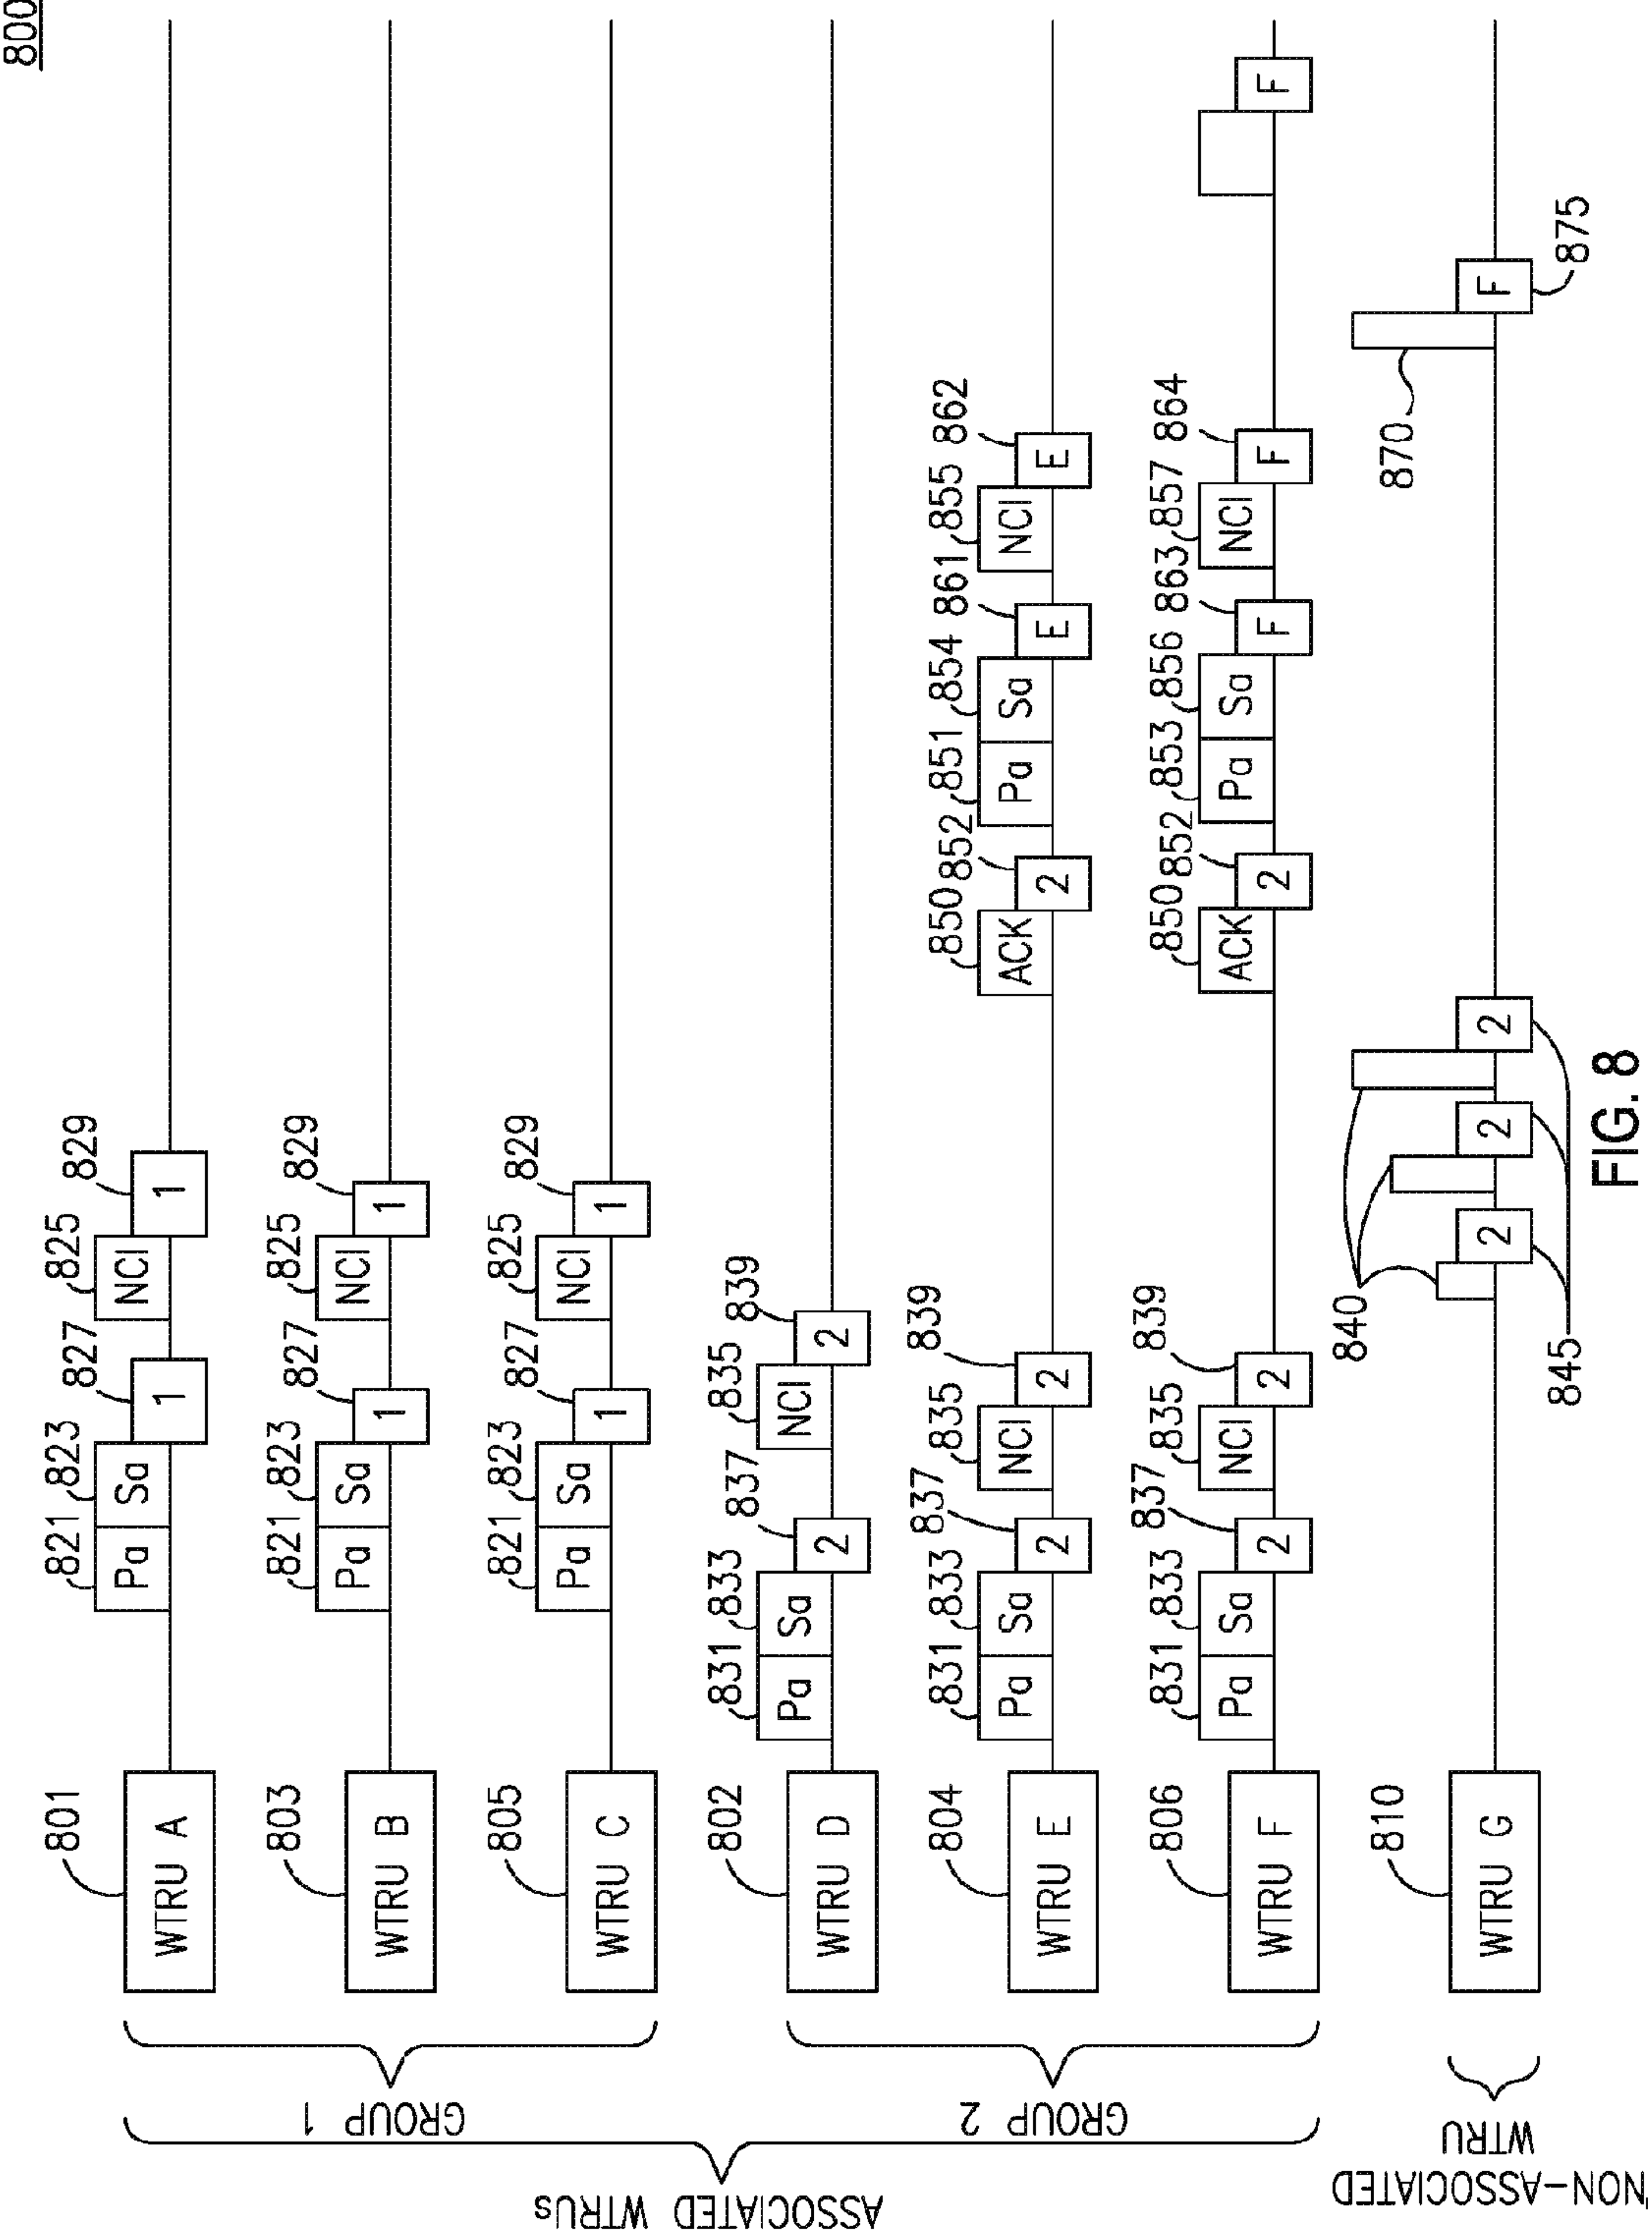 800
ASSOCIATED WTRUs
GROUP 1
801
WTRU A
821
823
827
825
829
Pa
Sa
1
NCI
1
803
WTRU B
821
823
827
825
829
Pa
Sa
1
NCI
1
805
WTRU C
821
823
827
825
829
Pa
Sa
1
NCI
1
GROUP 2
802
WTRU D
831
833
837
835
839
Pa
Sa
2
NCI
2
804
WTRU E
831
833
837
835
839
850
852
851
854
861
855
862
Pa
Sa
2
NCI
2
ACK
2
Pa
Sa
E
NCI
E
806
WTRU F
831
833
837
835
839
850
852
853
856
863
857
864
Pa
Sa
2
NCI
2
ACK
2
Pa
Sa
F
NCI
F
F
NON-ASSOCIATED
WTRU
810
WTRU G
840
2
2
2
845
870
F
875
FIG. 8